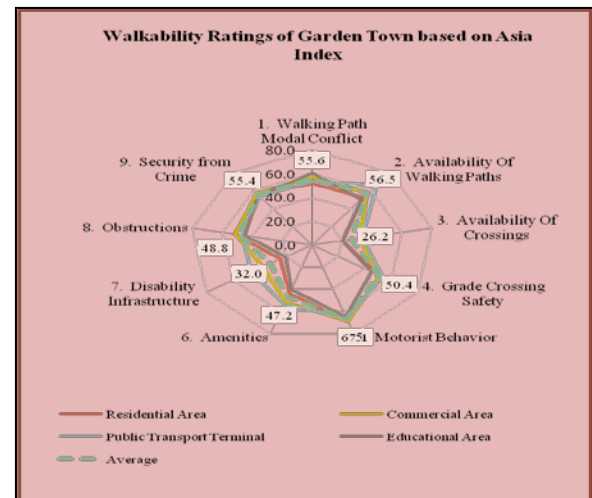 Walkability Ratings of Garden Town based on Asia
Index
1. Walking Path
Modal Conflict
80.0
60.0
40.0
20.0
0.0
55.6
2. Availability Of
Walking Paths
56.5
3. Availability Of
Crossings
26.2
4. Grade Crossing
Safety
50.4
Motorist Behavior
6. Amenities
47.2
7. Disability
Infrastructure
32.0
8. Obstructions
48.8
9. Security from
Crime
55.4
Residential Area
Commercial Area
Public Transport Terminal
Educational Area
Average